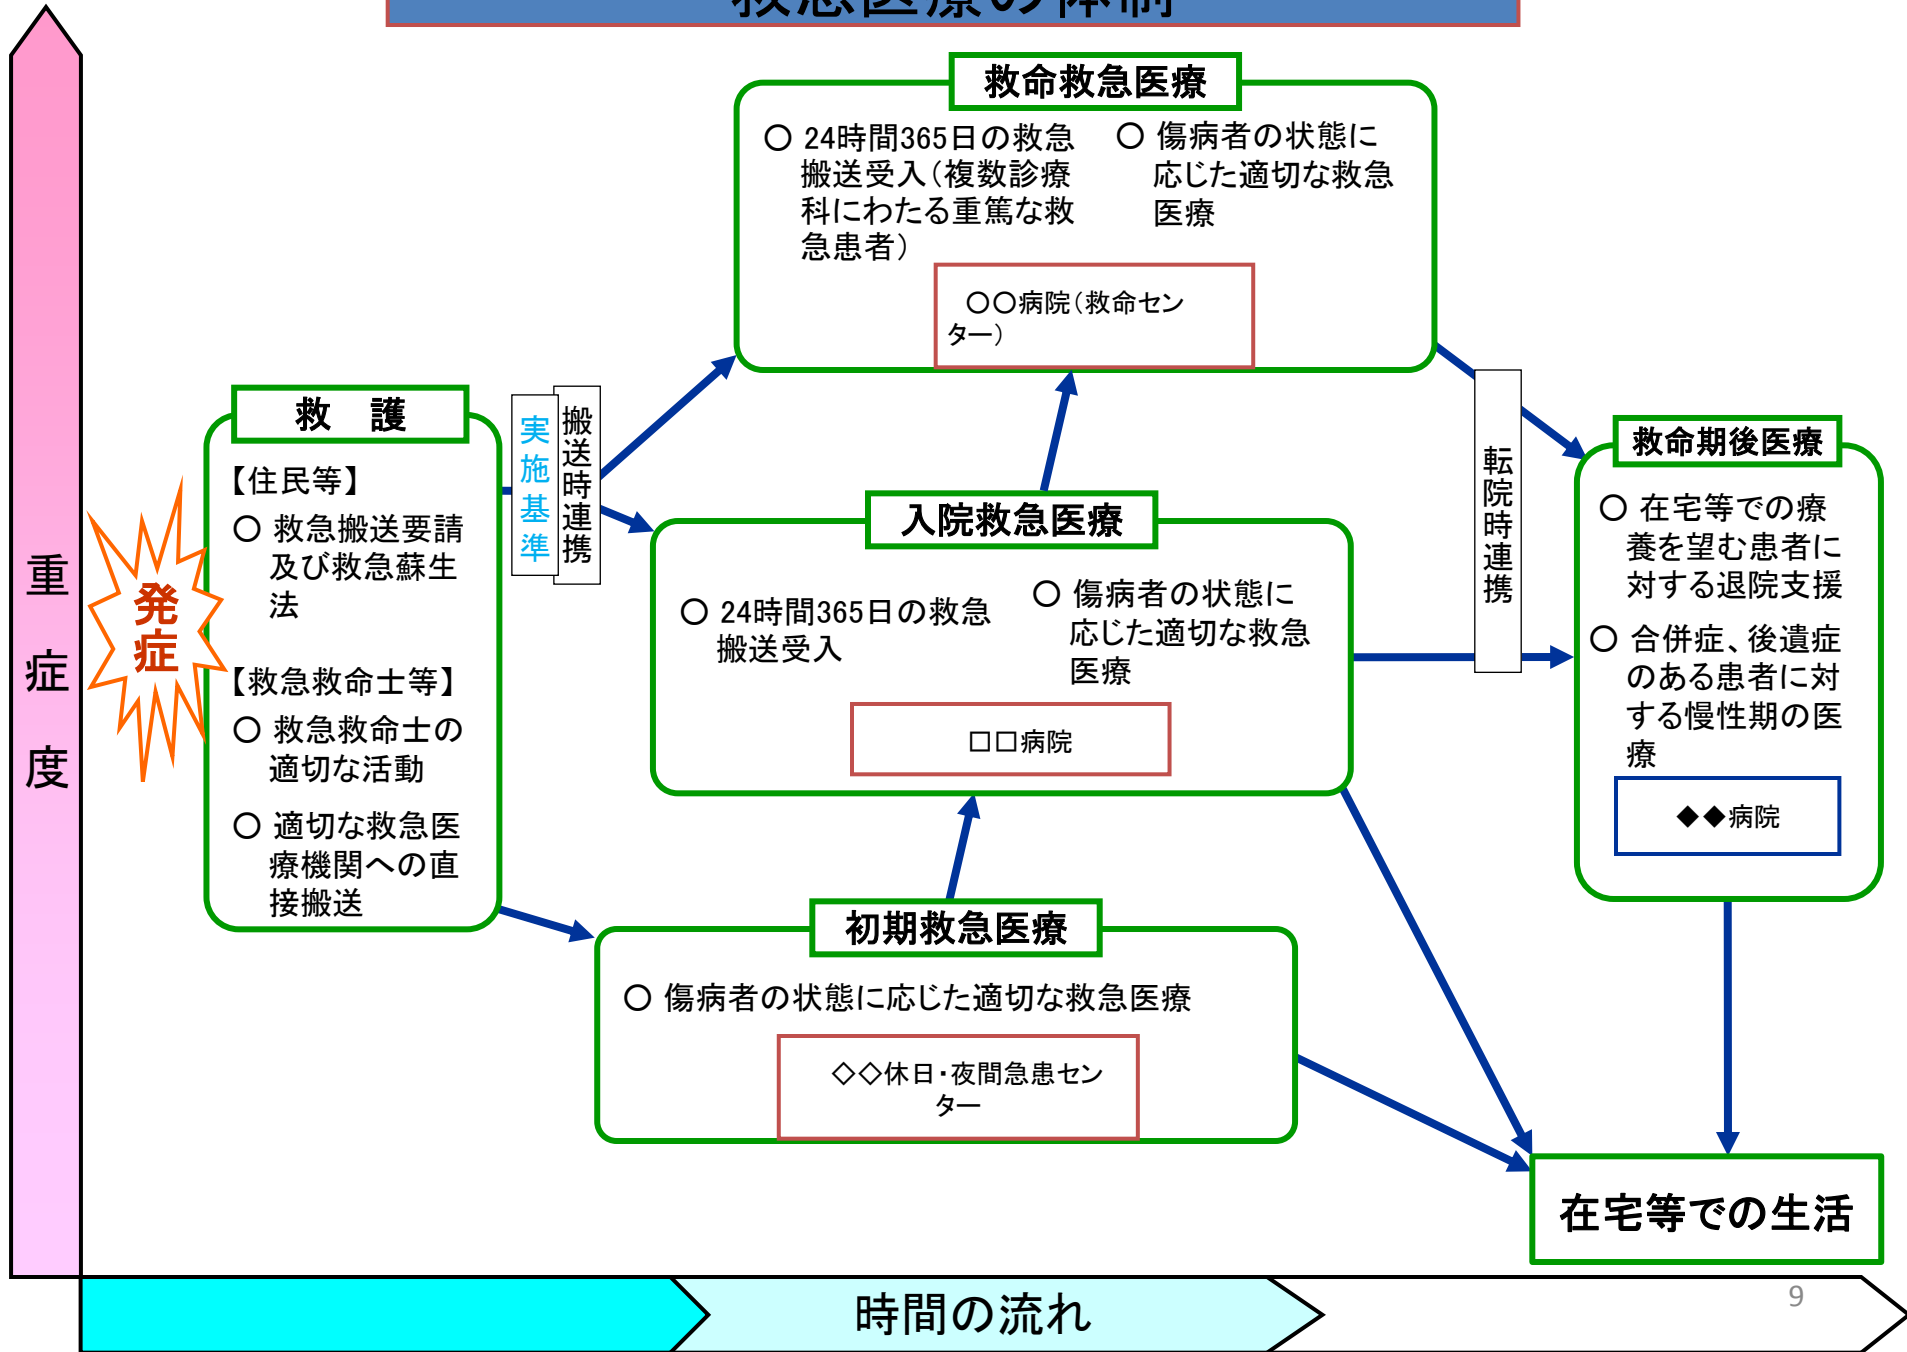 救急医療の体制
救命救急医療
○ 24時間365日の救急
搬送受入（複数診療
科にわたる重篤な救
急患者）
○ 傷病者の状態に
応じた適切な救急
医療
○○病院（救命セン
ター）
救　護
【住民等】
○ 救急搬送要請
及び救急蘇生
法
【救急救命士等】
○ 救急救命士の
適切な活動
○ 適切な救急医
療機関への直
接搬送
発症
実施基準
搬送時連携
入院救急医療
○ 24時間365日の救急
搬送受入
○ 傷病者の状態に
応じた適切な救急
医療
□□病院
初期救急医療
○ 傷病者の状態に応じた適切な救急医療
◇◇休日・夜間急患セン
ター
転院時連携
救命期後医療
○ 在宅等での療
養を望む患者に
対する退院支援
○ 合併症、後遺症
のある患者に対
する慢性期の医
療
◆◆病院
在宅等での生活
重症度
時間の流れ
9